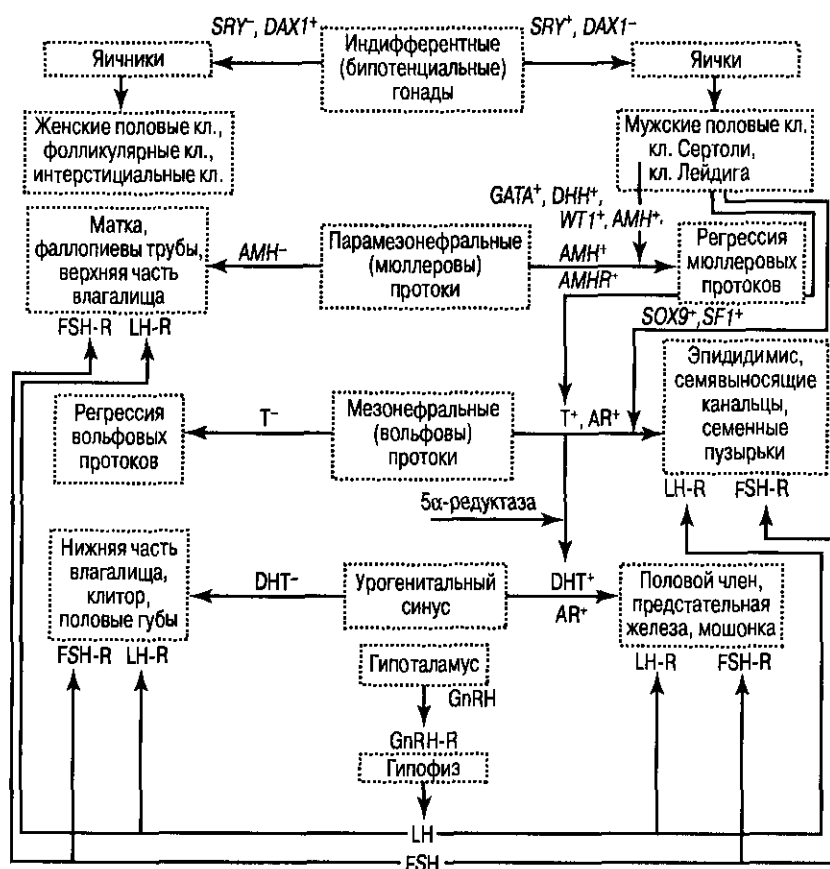 SRY⁻, DAX1⁺
SRY⁺, DAX1⁻
Яичники
Индифферентные
(бипотенциальные)
гонады
Яички
Женские половые кл.,
фолликулярные кл.,
интерстициальные кл.
Мужские половые кл.
кл. Сертоли,
кл. Лейдига
GATA⁺, DHH⁺,
WT1⁺, AMH⁺,
Матка,
фаллопиевы трубы,
верхняя часть
влагалища
AMH⁻
Парамезонефральные
(мюллеровы)
протоки
AMH⁺
AMHR⁺
Регрессия
мюллеровых
протоков
FSH-R LH-R
SOX9⁺, SF1⁺
Регрессия
вольфовых
протоков
T⁻
Мезонефральные
(вольфовы)
протоки
T⁺, AR⁺
Эпидидимис,
семявыносящие
канальцы,
семенные
пузырьки
LH-R FSH-R
5α-редуктаза
Нижняя часть
влагалища,
клитор,
половые губы
DHT⁻
Урогенитальный
синус
DHT⁺
AR⁺
Половой член,
предстательная
железа, мошонка
FSH-R LH-R
LH-R FSH-R
Гипоталамус
GnRH
GnRH-R
Гипофиз
LH
FSH